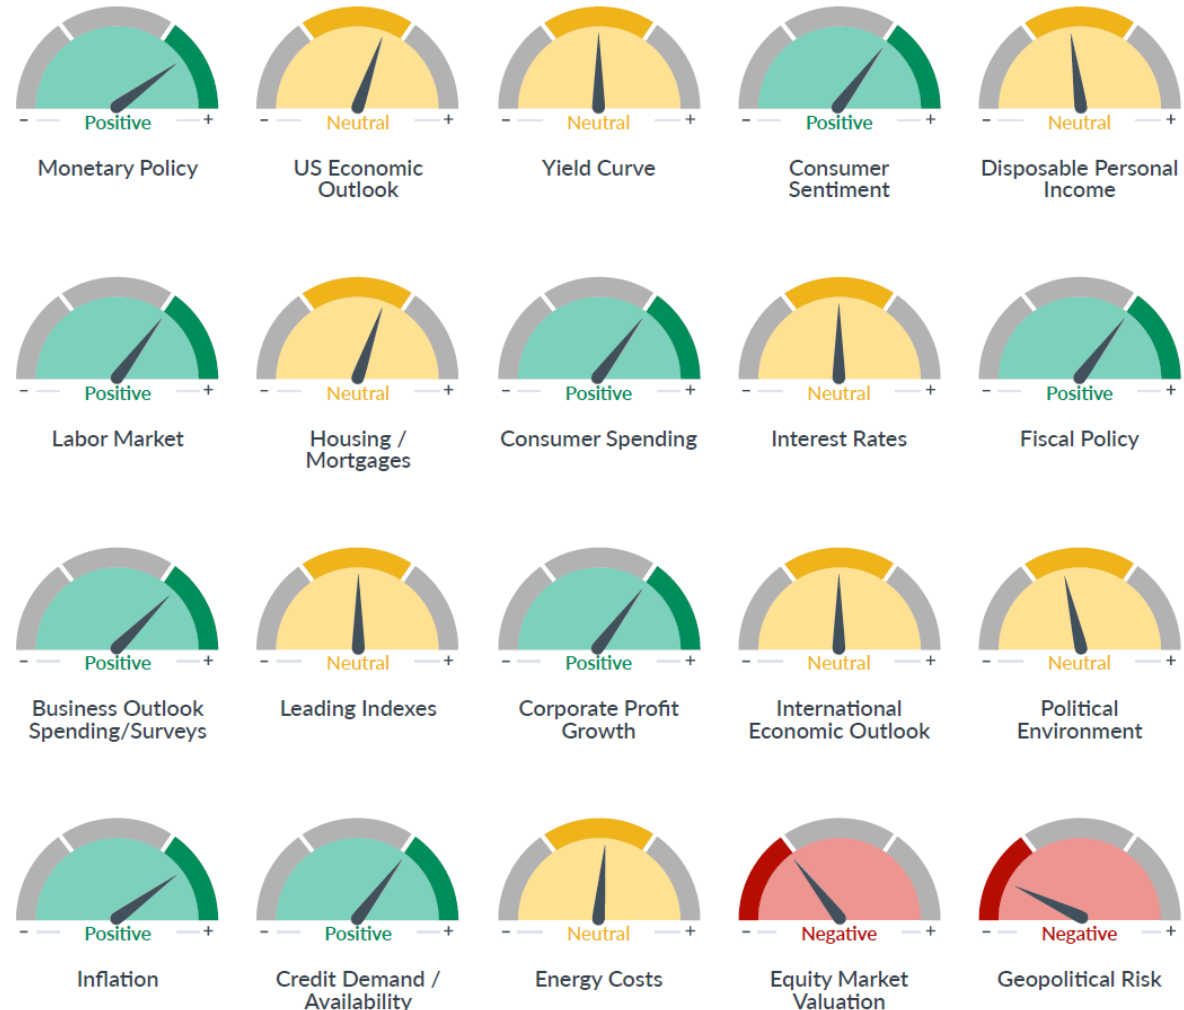 - Positive +
- Neutral +
- Neutral +
- Positive +
- Neutral +
Monetary Policy
US Economic
Outlook
Yield Curve
Consumer
Sentiment
Disposable Personal
Income
- Positive +
- Neutral +
- Positive +
- Neutral +
- Positive +
Labor Market
Housing /
Mortgages
Consumer Spending
Interest Rates
Fiscal Policy
- Positive +
- Neutral +
- Positive +
- Neutral +
- Neutral +
Business Outlook
Spending/Surveys
Leading Indexes
Corporate Profit
Growth
International
Economic Outlook
Political
Environment
- Positive +
- Positive +
- Neutral +
- Negative +
- Negative +
Inflation
Credit Demand /
Availability
Energy Costs
Equity Market
Valuation
Geopolitical Risk